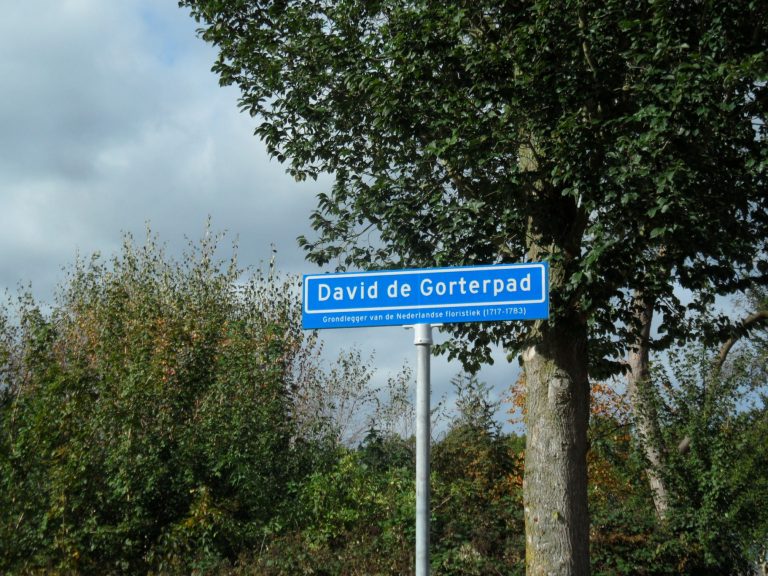 David de Gorterpad
Grondlegger van de Nederlandse floristiek (1717-1783)